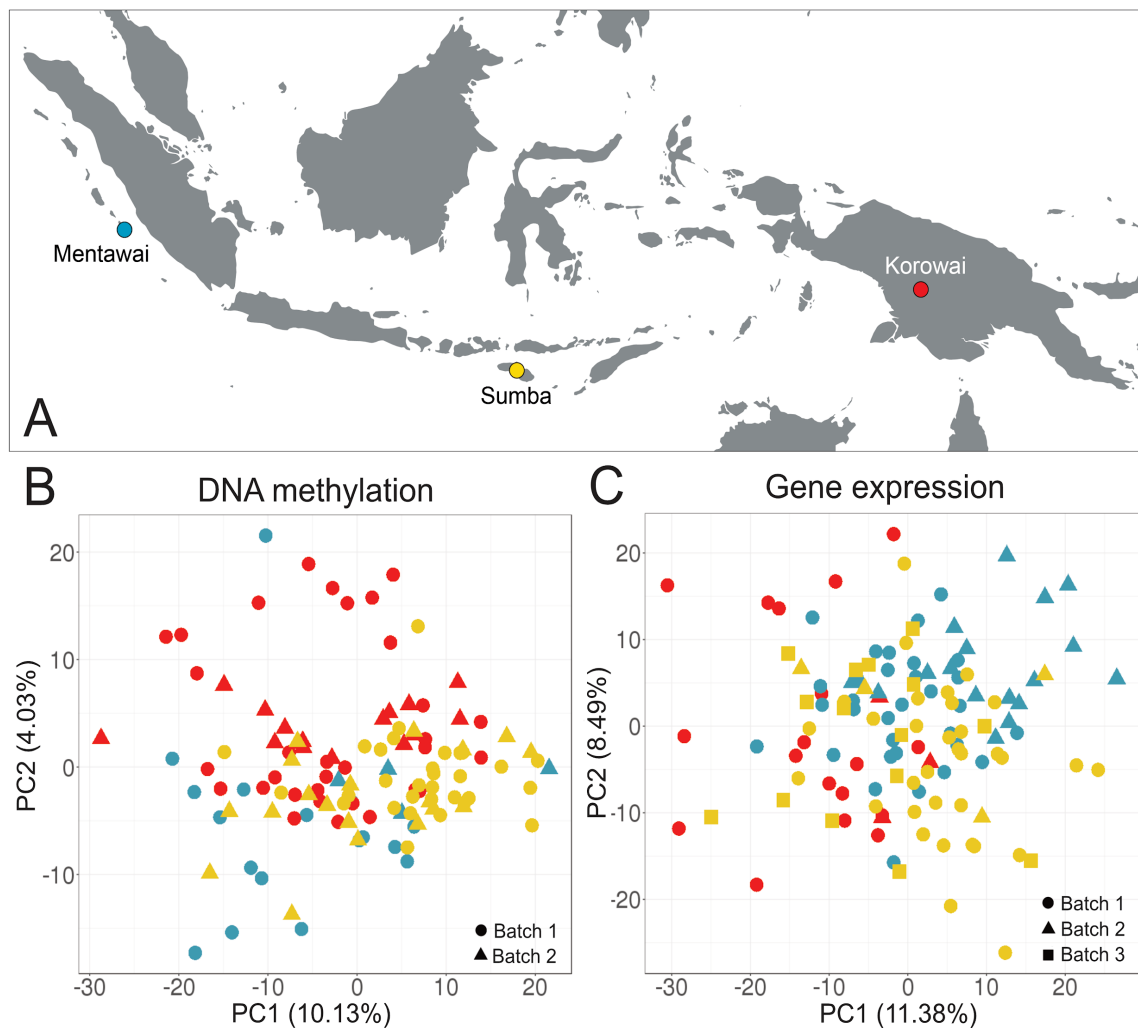 Mentawai
Korowai
Sumba
A
B
DNA methylation
PC2 (4.03%)
20
10
0
-10
-30
-20
-10
0
10
20
PC1 (10.13%)
Batch 1
Batch 2
C
Gene expression
PC2 (8.49%)
20
10
0
-10
-20
-30
-20
-10
0
10
20
PC1 (11.38%)
Batch 1
Batch 2
Batch 3